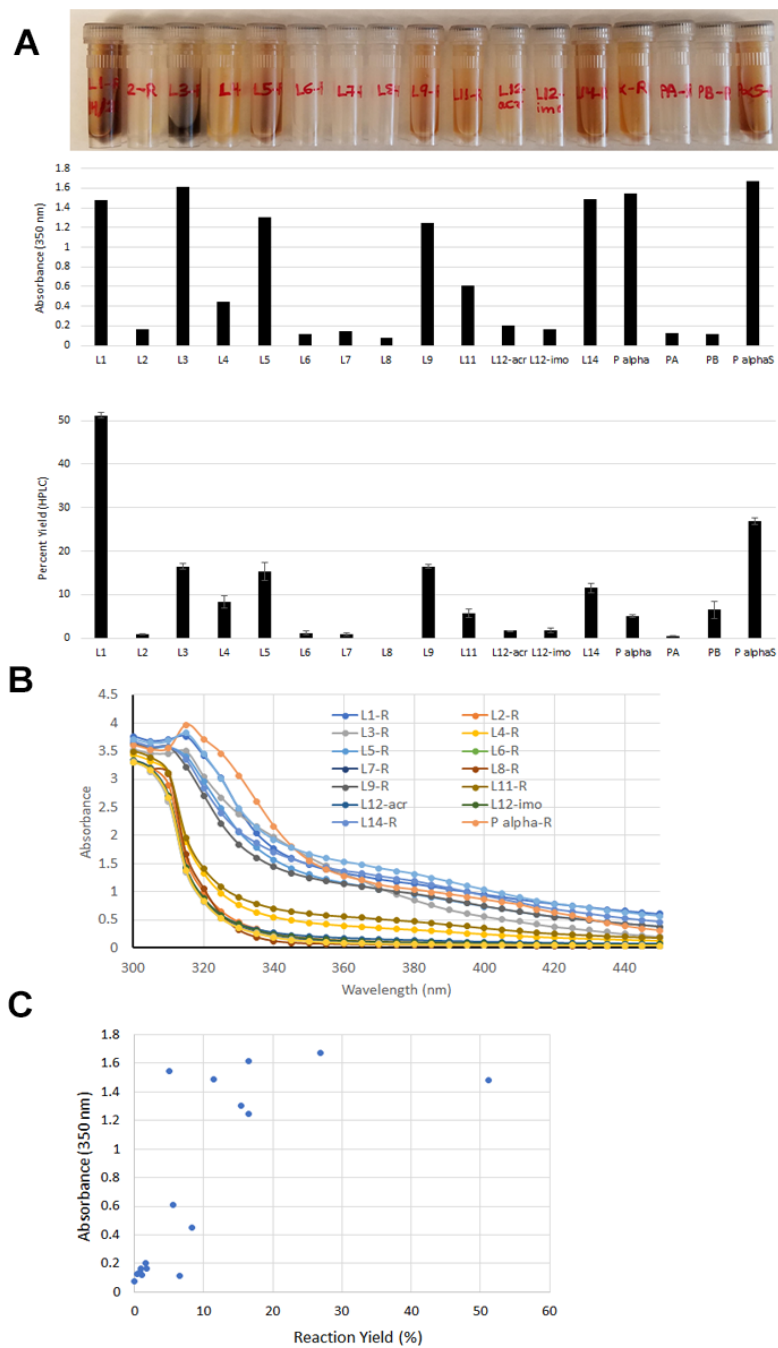 A
L1-R
2-R
L3-R
L4
L5-R
L6-R
L7-R
L8-R
L9-R
L11-R
L12-
acr
L12-
imo
L14-R
PA-R
PB-R
1.8
1.6
1.4
1.2
1
0.8
0.6
0.4
0.2
0
Absorbance (350 nm)
L1 L2 L3 L4 L5 L6 L7 L8 L9 L11 L12-acr L12-imo L14 P alpha PA PB P alphaS
50
40
30
20
10
0
Percent Yield (HPLC)
L1 L2 L3 L4 L5 L6 L7 L8 L9 L11 L12-acr L12-imo L14 P alpha PA PB P alphaS
B
4.5
4
3.5
3
2.5
2
1.5
1
0.5
0
Absorbance
L1-R L2-R
L3-R L4-R
L5-R L6-R
L7-R L8-R
L9-R L11-R
L12-acr L12-imo
L14-R P alpha-R
300 320 340 360 380 400 420 440
Wavelength (nm)
C
1.8
1.6
1.4
1.2
1
0.8
0.6
0.4
0.2
0
Absorbance (350 nm)
0 10 20 30 40 50 60
Reaction Yield (%)